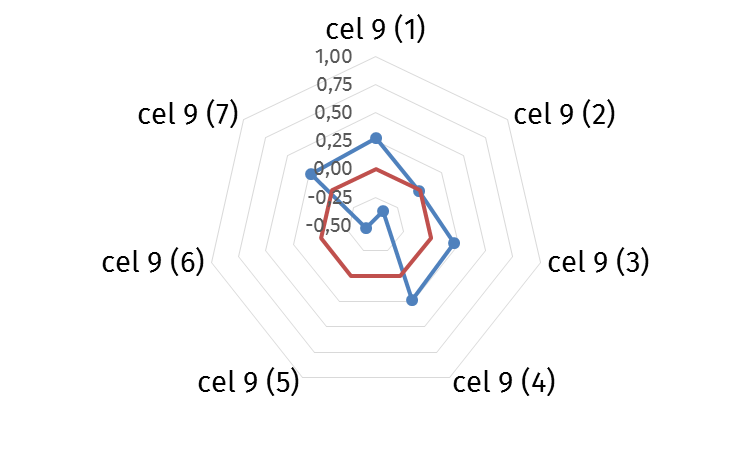 cel 9 (1)
1,00
0,75
0,50
0,25
0,00
-0,25
-0,50
cel 9 (2)
cel 9 (3)
cel 9 (4)
cel 9 (5)
cel 9 (6)
cel 9 (7)